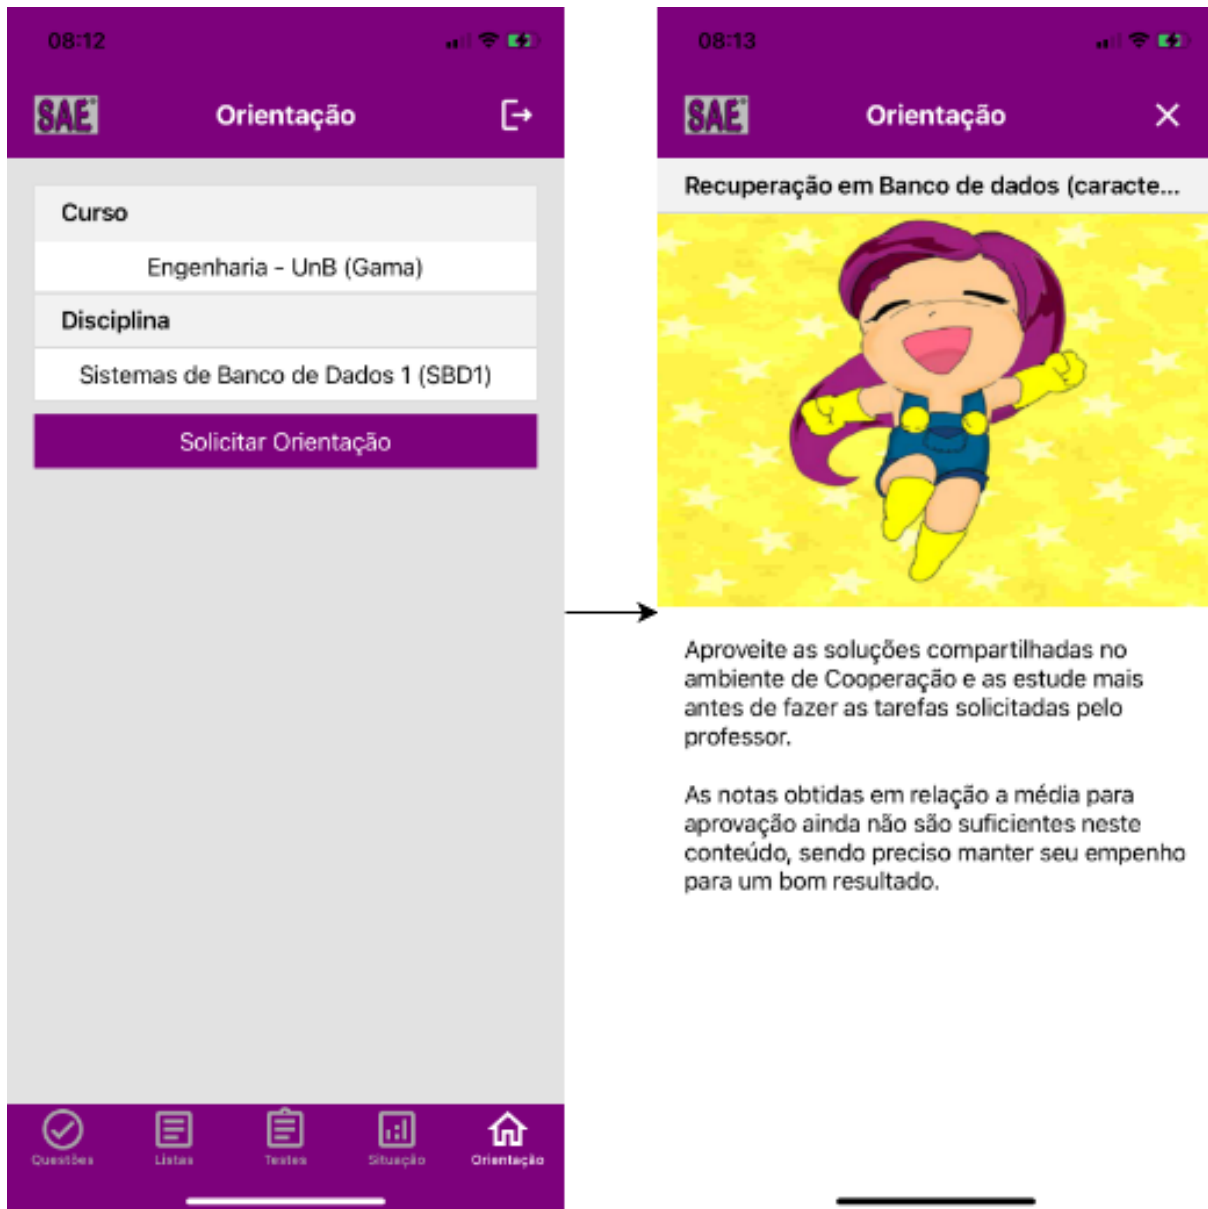 08:12
SAE
Orientação
Curso
Engenharia - UnB (Gama)
Disciplina
Sistemas de Banco de Dados 1 (SBD1)
Solicitar Orientação
Questões
Listas
Testes
Situação
Orientação
08:13
SAE
Orientação
Recuperação em Banco de dados (caracte...
Aproveite as soluções compartilhadas no
ambiente de Cooperação e as estude mais
antes de fazer as tarefas solicitadas pelo
professor.
As notas obtidas em relação a média para
aprovação ainda não são suficientes neste
conteúdo, sendo preciso manter seu empenho
para um bom resultado.